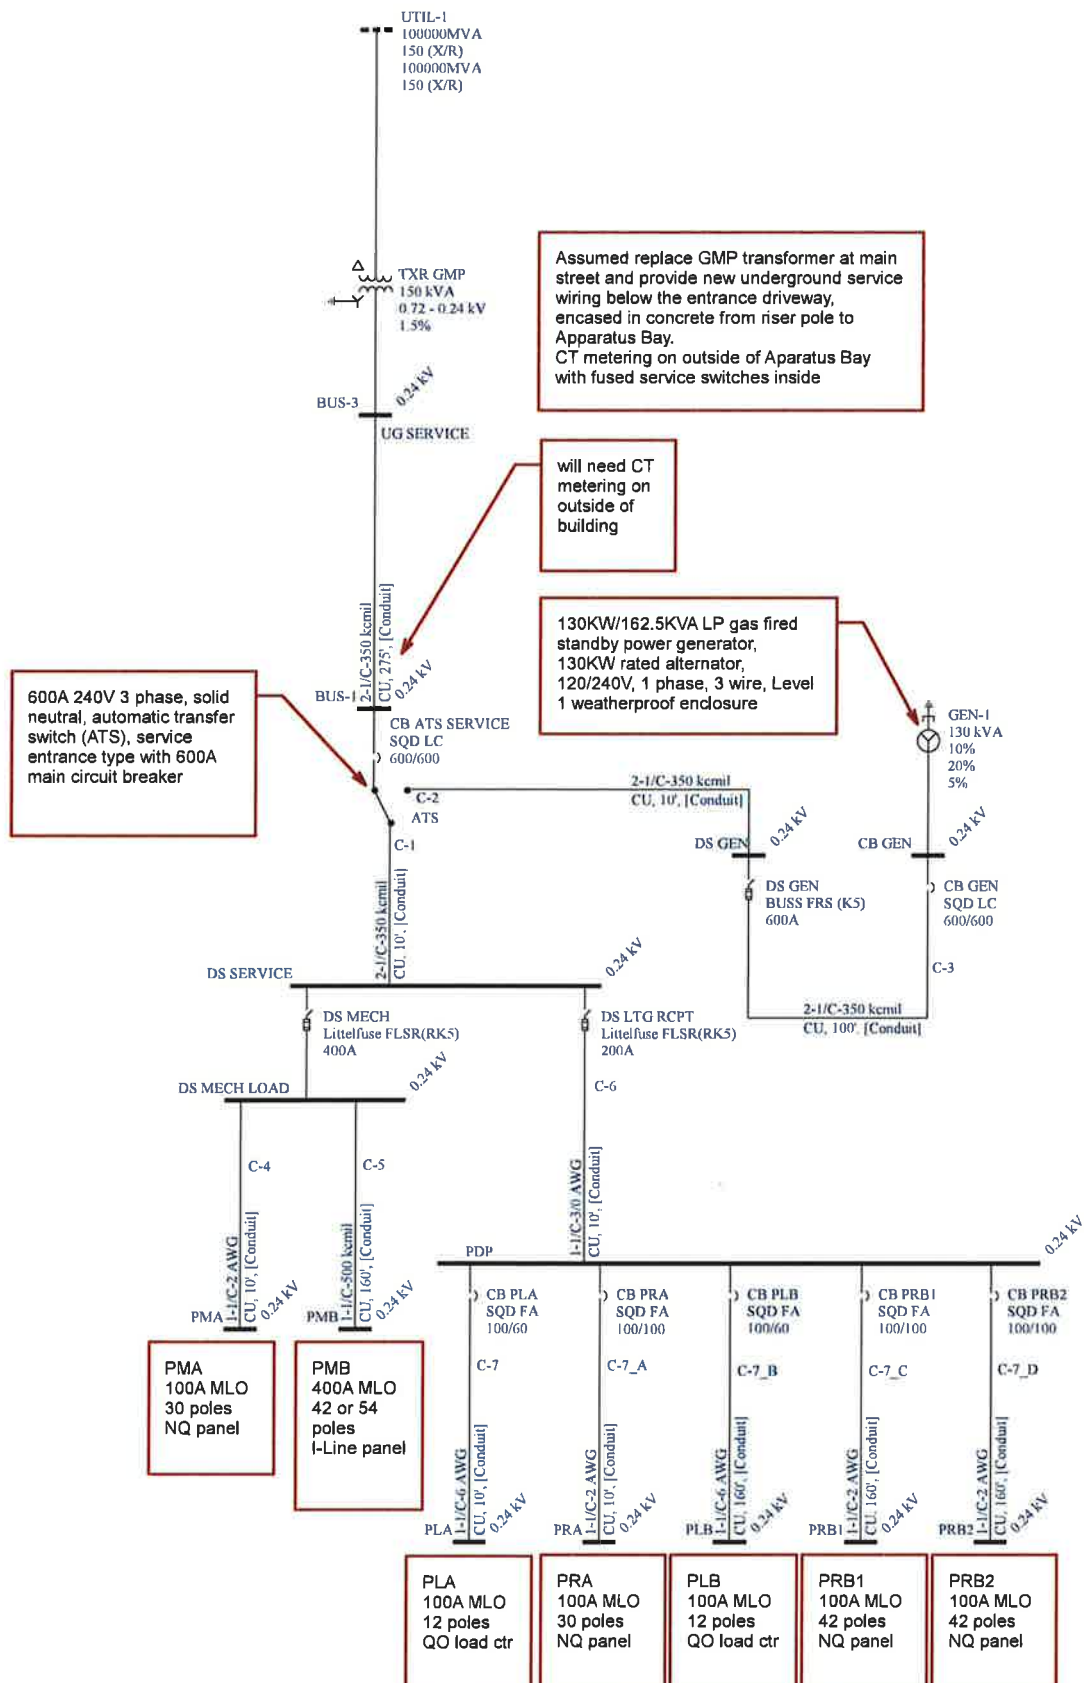 UTIL-1
100000MVA
150 (X/R)
100000MVA
150 (X/R)
TXR GMP
150 kVA
0.72 - 0.24 kV
1.5%
Assumed replace GMP transformer at main
street and provide new underground service
wiring below the entrance driveway,
encased in concrete from riser pole to
Apparatus Bay.
CT metering on outside of Aparatus Bay
with fused service switches inside
0.24 kV
BUS-3
UG SERVICE
will need CT
metering on
outside of
building
2-1/C-350 kcmil
CU, 275', [Conduit]
0.24 kV
BUS-1
130KW/162.5KVA LP gas fired
standby power generator,
130KW rated alternator,
120/240V, 1 phase, 3 wire, Level
1 weatherproof enclosure
600A 240V 3 phase, solid
neutral, automatic transfer
switch (ATS), service
entrance type with 600A
main circuit breaker
CB ATS SERVICE
SQD LC
600/600
GEN-1
130 kVA
10%
20%
5%
C-2
ATS
C-1
2-1/C-350 kcmil
CU, 10', [Conduit]
DS GEN
0.24 kV
CB GEN
0.24 kV
DS GEN
BUSS FRS (K5)
600A
CB GEN
SQD LC
600/600
C-3
2-1/C-350 kcmil
CU, 100', [Conduit]
2-1/C-350 kcmil
CU, 10', [Conduit]
DS SERVICE
0.24 kV
DS MECH
Littelfuse FLSR(RK5)
400A
DS LTG RCPT
Littelfuse FLSR(RK5)
200A
DS MECH LOAD
0.24 kV
C-6
C-4
C-5
1-1/C-2 AWG
CU, 10', [Conduit]
0.24 kV
PMA
1-1/C-500 kcmil
CU, 160', [Conduit]
0.24 kV
PMB
1-1/C-3/0 AWG
CU, 10', [Conduit]
PDP
0.24 kV
CB PLA
SQD FA
100/60
CB PRA
SQD FA
100/100
CB PLB
SQD FA
100/60
CB PRB1
SQD FA
100/100
CB PRB2
SQD FA
100/100
PMA
100A MLO
30 poles
NQ panel
PMB
400A MLO
42 or 54
poles
I-Line panel
C-7
C-7_A
C-7_B
C-7_C
C-7_D
1-1/C-6 AWG
CU, 10', [Conduit]
0.24 kV
PLA
1-1/C-2 AWG
CU, 10', [Conduit]
0.24 kV
PRA
1-1/C-6 AWG
CU, 160', [Conduit]
0.24 kV
PLB
1-1/C-2 AWG
CU, 160', [Conduit]
0.24 kV
PRB1
1-1/C-2 AWG
CU, 160', [Conduit]
0.24 kV
PRB2
PLA
100A MLO
12 poles
QO load ctr
PRA
100A MLO
30 poles
NQ panel
PLB
100A MLO
12 poles
QO load ctr
PRB1
100A MLO
42 poles
NQ panel
PRB2
100A MLO
42 poles
NQ panel